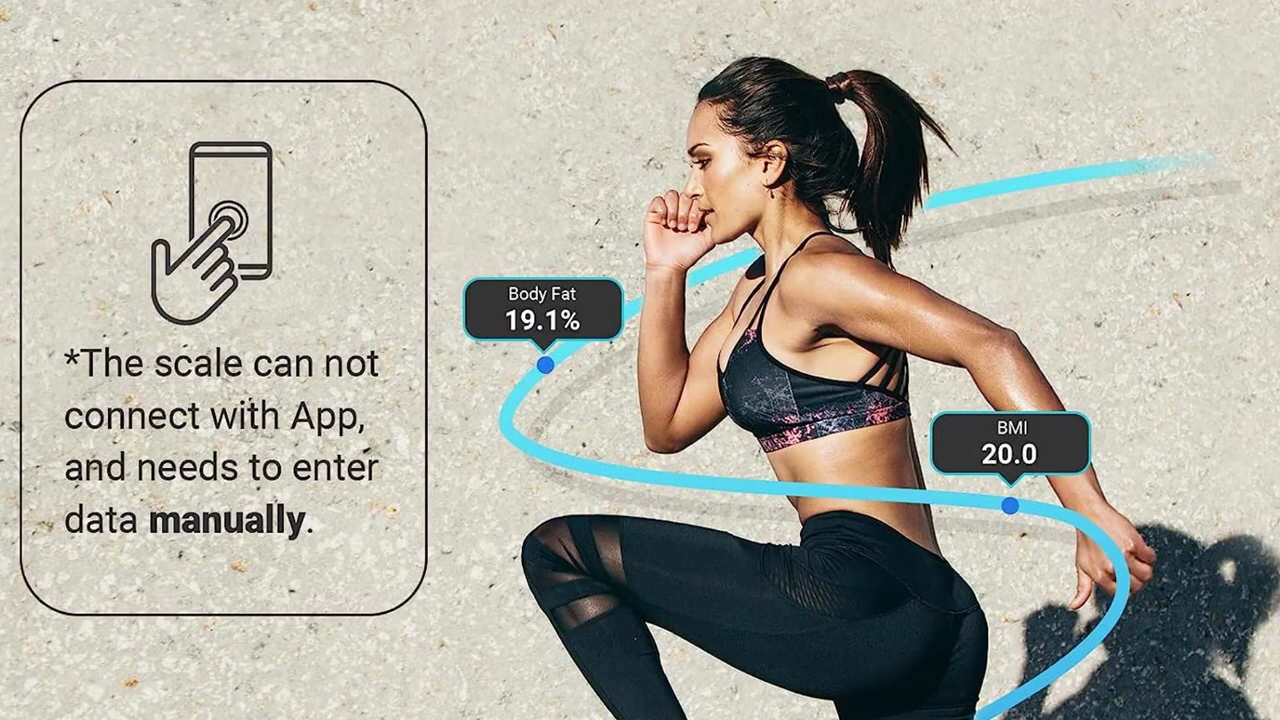 *The scale can not
connect with App,
and needs to enter
data manually.
Body Fat
19.1%
BMI
20.0